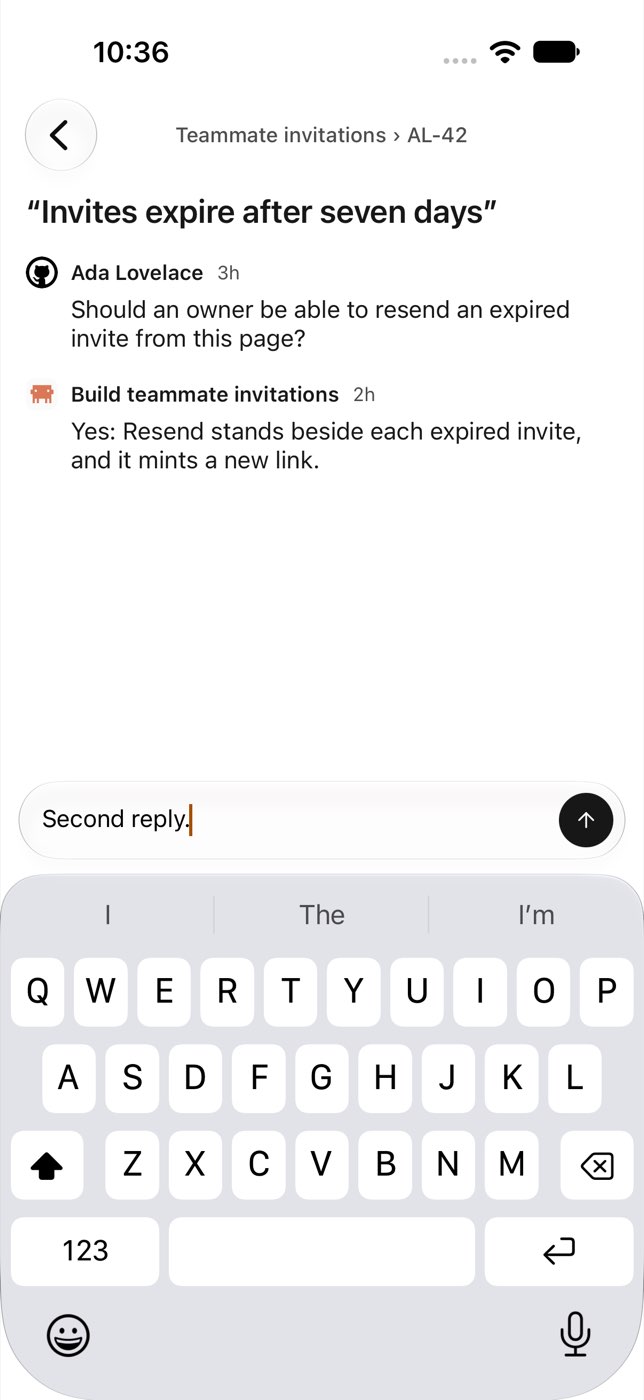 10:36
Teammate invitations › AL-42
“Invites expire after seven days”
Ada Lovelace 3h
Should an owner be able to resend an expired
invite from this page?
Build teammate invitations 2h
Yes: Resend stands beside each expired invite,
and it mints a new link.
Second reply.
I The I’m
Q W E R T Y U I O P
A S D F G H J K L
Z X C V B N M
123